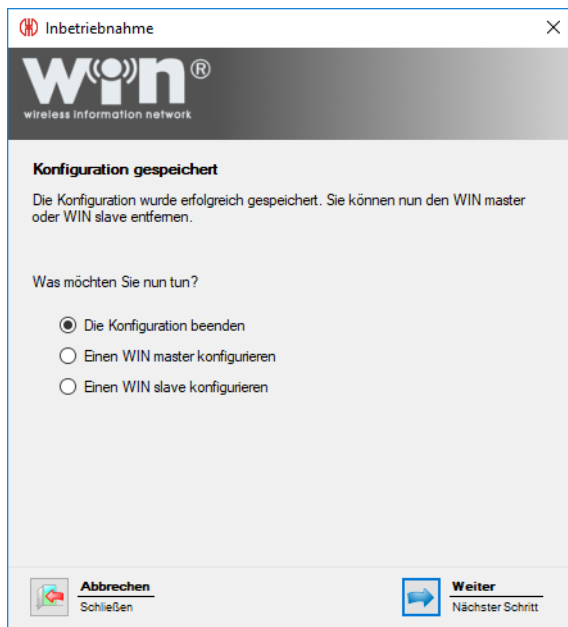 Inbetriebnahme
win®
wireless information network
Konfiguration gespeichert
Die Konfiguration wurde erfolgreich gespeichert. Sie können nun den WIN master
oder WIN slave entfernen.
Was möchten Sie nun tun?
Die Konfiguration beenden
Einen WIN master konfigurieren
Einen WIN slave konfigurieren
Abbrechen
Schließen
Weiter
Nächster Schritt